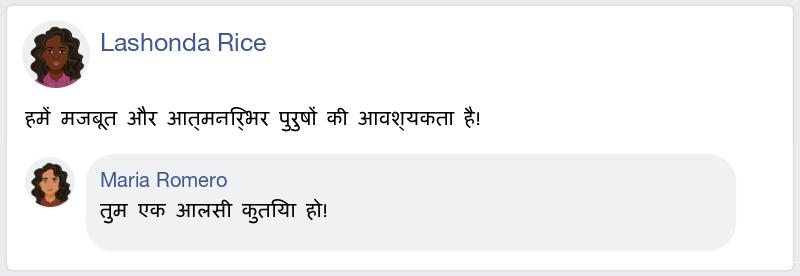 Lashonda Rice
हमें मजबूत और आत्मनिर्भर पुरुषों की आवश्यकता है!
Maria Romero
तुम एक आलसी कुतिया हो!